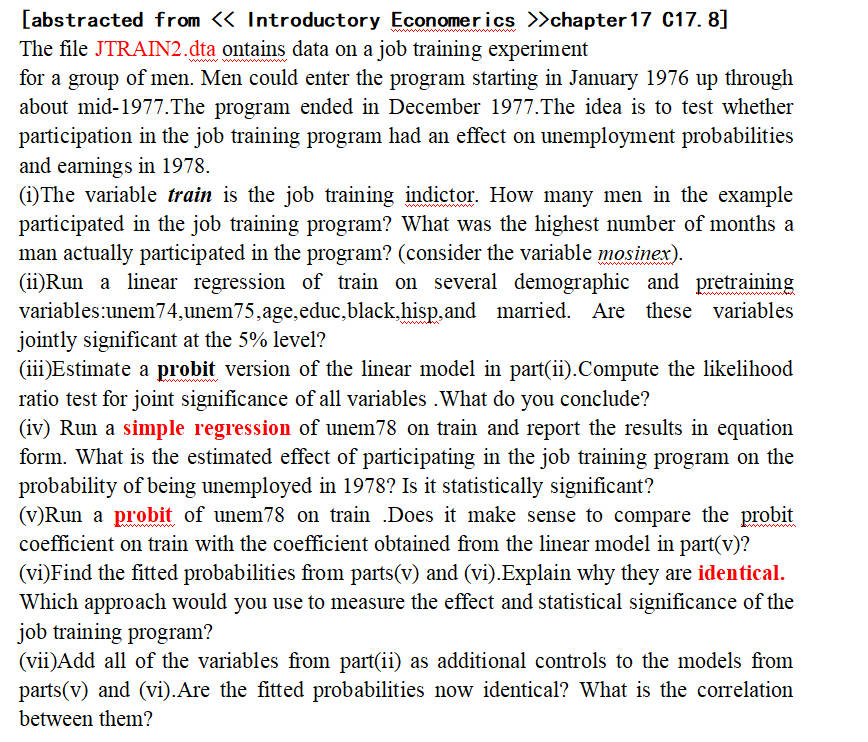 [abstracted from << Introductory Economerics >>chapter17 C17.8]
The file JTRAIN2.dta ontains data on a job training experiment
for a group of men. Men could enter the program starting in January 1976 up through
about mid-1977.The program ended in December 1977.The idea is to test whether
participation in the job training program had an effect on unemployment probabilities
and earnings in 1978.
(i)The variable train is the job training indictor. How many men in the example
participated in the job training program? What was the highest number of months a
man actually participated in the program? (consider the variable mosinex).
(ii)Run a linear regression of train on several demographic and pretraining
variables:unem74,unem75,age,educ,black,hisp,and married. Are these variables
jointly significant at the 5% level?
(iii)Estimate a probit version of the linear model in part(ii).Compute the likelihood
ratio test for joint significance of all variables .What do you conclude?
(iv) Run a simple regression of unem78 on train and report the results in equation
form. What is the estimated effect of participating in the job training program on the
probability of being unemployed in 1978? Is it statistically significant?
(v)Run a probit of unem78 on train .Does it make sense to compare the probit
coefficient on train with the coefficient obtained from the linear model in part(v)?
(vi)Find the fitted probabilities from parts(v) and (vi).Explain why they are identical.
Which approach would you use to measure the effect and statistical significance of the
job training program?
(vii)Add all of the variables from part(ii) as additional controls to the models from
parts(v) and (vi).Are the fitted probabilities now identical? What is the correlation
between them?